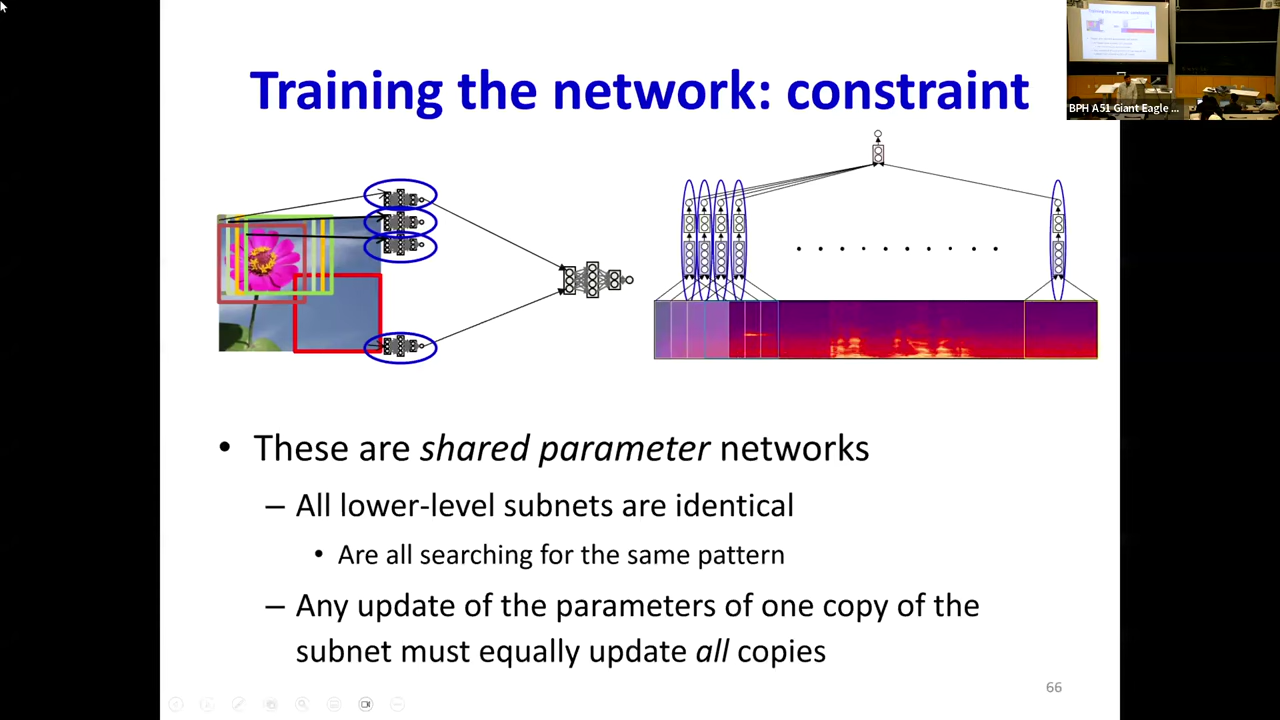 Training the network: constraint
BPH A51 Giant Eagle ...
• These are shared parameter networks
– All lower-level subnets are identical
• Are all searching for the same pattern
– Any update of the parameters of one copy of the
subnet must equally update all copies
66